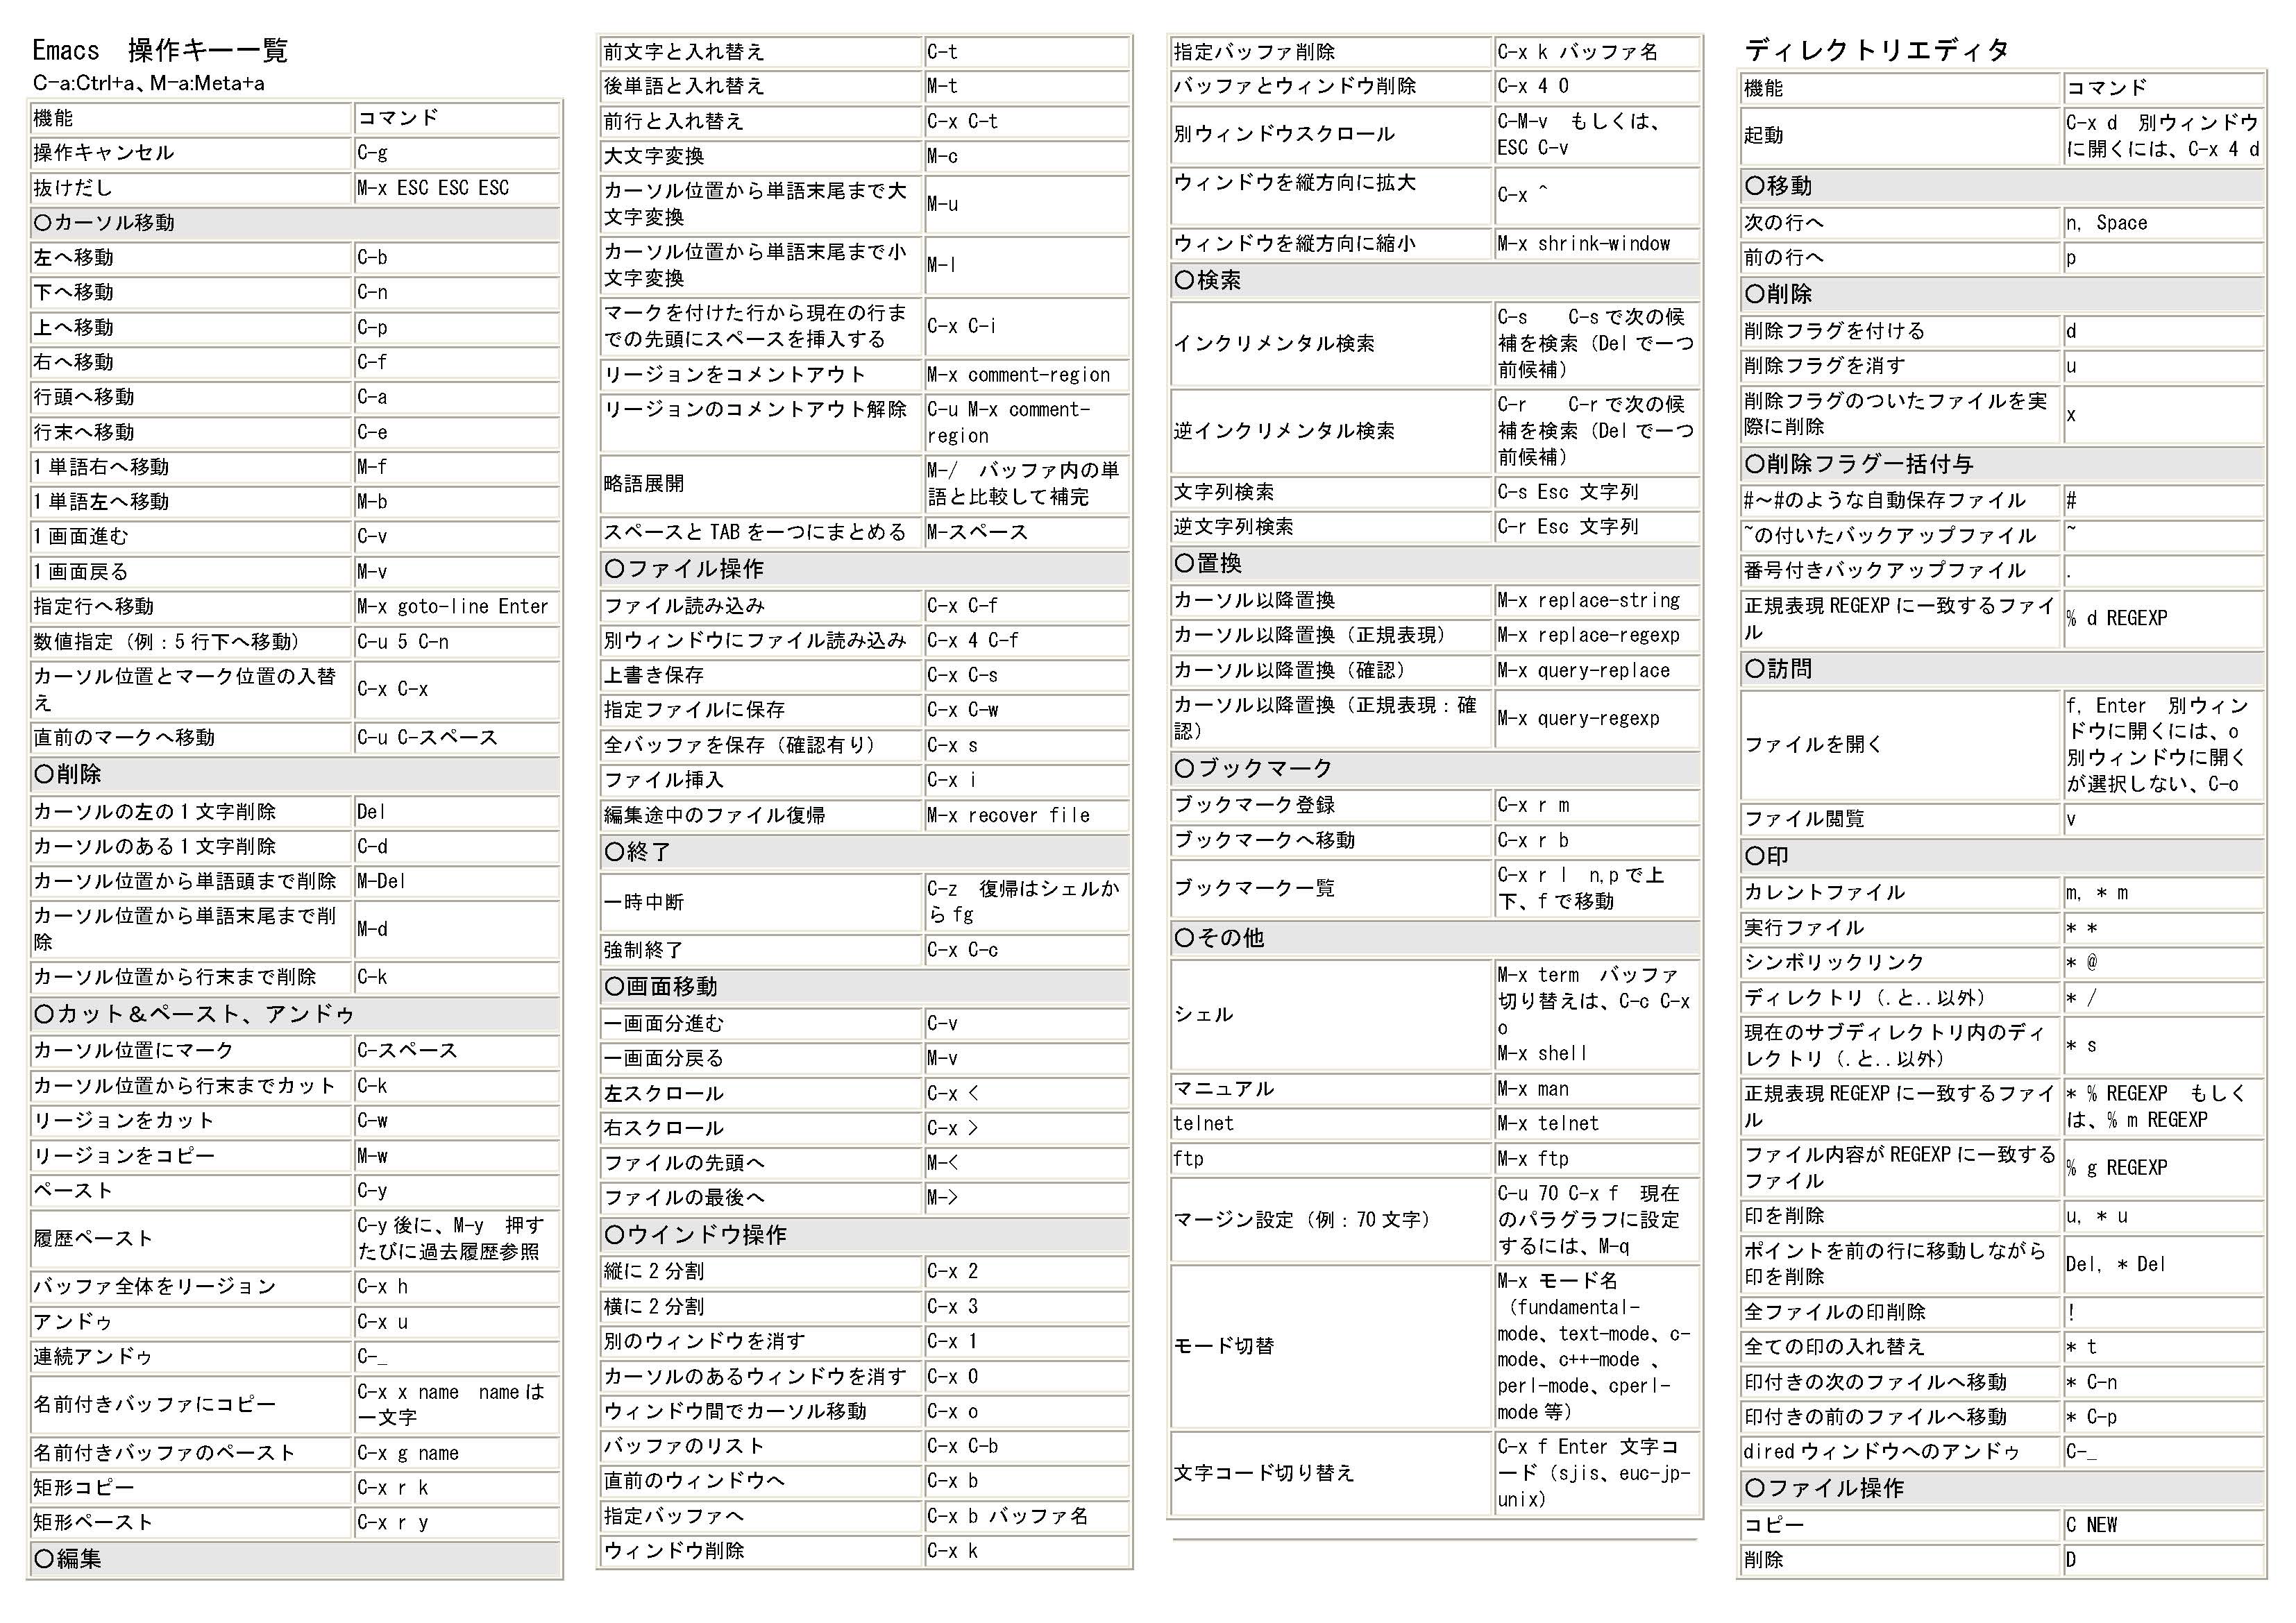 Emacs　操作キー一覧
C-a:Ctrl+a、M-a:Meta+a
機能 コマンド
操作キャンセル C-g
抜けだし M-x ESC ESC ESC
〇カーソル移動
左へ移動 C-b
下へ移動 C-n
上へ移動 C-p
右へ移動 C-f
行頭へ移動 C-a
行末へ移動 C-e
1単語右へ移動 M-f
1単語左へ移動 M-b
1画面進む C-v
1画面戻る M-v
指定行へ移動 M-x goto-line Enter
数値指定（例：5行下へ移動） C-u 5 C-n
カーソル位置とマーク位置の入替
え C-x C-x
直前のマークへ移動 C-u C-スペース
〇削除
カーソルの左の1文字削除 Del
カーソルのある1文字削除 C-d
カーソル位置から単語頭まで削除 M-Del
カーソル位置から単語末尾まで削
除 M-d
カーソル位置から行末まで削除 C-k
〇カット＆ペースト、アンドゥ
カーソル位置にマーク C-スペース
カーソル位置から行末までカット C-k
リージョンをカット C-w
リージョンをコピー M-w
ペースト C-y
履歴ペースト C-y後に、M-y　押す
たびに過去履歴参照
バッファ全体をリージョン C-x h
アンドゥ C-x u
連続アンドゥ C-_
名前付きバッファにコピー C-x x name　nameは
一文字
名前付きバッファのペースト C-x g name
矩形コピー C-x r k
矩形ペースト C-x r y
〇編集
前文字と入れ替え C-t
後単語と入れ替え M-t
前行と入れ替え C-x C-t
大文字変換 M-c
カーソル位置から単語末尾まで大
文字変換 M-u
カーソル位置から単語末尾まで小
文字変換 M-l
マークを付けた行から現在の行ま
での先頭にスペースを挿入する C-x C-i
リージョンをコメントアウト M-x comment-region
リージョンのコメントアウト解除 C-u M-x comment-
region
略語展開 M-/　バッファ内の単
語と比較して補完
スペースとTABを一つにまとめる M-スペース
〇ファイル操作
ファイル読み込み C-x C-f
別ウィンドウにファイル読み込み C-x 4 C-f
上書き保存 C-x C-s
指定ファイルに保存 C-x C-w
全バッファを保存（確認有り） C-x s
ファイル挿入 C-x i
編集途中のファイル復帰 M-x recover file
〇終了
一時中断 C-z　復帰はシェルか
らfg
強制終了 C-x C-c
〇画面移動
一画面分進む C-v
一画面分戻る M-v
左スクロール C-x <
右スクロール C-x >
ファイルの先頭へ M-<
ファイルの最後へ M->
〇ウインドウ操作
縦に2分割 C-x 2
横に2分割 C-x 3
別のウィンドウを消す C-x 1
カーソルのあるウィンドウを消す C-x 0
ウィンドウ間でカーソル移動 C-x o
バッファのリスト C-x C-b
直前のウィンドウへ C-x b
指定バッファへ C-x b バッファ名
ウィンドウ削除 C-x k
指定バッファ削除 C-x k バッファ名
バッファとウィンドウ削除 C-x 4 0
別ウィンドウスクロール C-M-v　もしくは、
ESC C-v
ウィンドウを縦方向に拡大 C-x ^
ウィンドウを縦方向に縮小 M-x shrink-window
〇検索
インクリメンタル検索 C-s　　C-sで次の候
補を検索（Delで一つ
前候補）
逆インクリメンタル検索 C-r　　C-rで次の候
補を検索（Delで一つ
前候補）
文字列検索 C-s Esc 文字列
逆文字列検索 C-r Esc 文字列
〇置換
カーソル以降置換 M-x replace-string
カーソル以降置換（正規表現） M-x replace-regexp
カーソル以降置換（確認） M-x query-replace
カーソル以降置換（正規表現：確
認） M-x query-regexp
〇ブックマーク
ブックマーク登録 C-x r m
ブックマークへ移動 C-x r b
ブックマーク一覧 C-x r l　n,pで上
下、fで移動
〇その他
シェル M-x term　バッファ
切り替えは、C-c C-x
o
M-x shell
マニュアル M-x man
telnet M-x telnet
ftp M-x ftp
マージン設定（例：70文字） C-u 70 C-x f　現在
のパラグラフに設定
するには、M-q
モード切替 M-x モード名
（fundamental-
mode、text-mode、c-
mode、c++-mode 、
perl-mode、cperl-
mode等）
文字コード切り替え C-x f Enter 文字コ
ード（sjis、euc-jp-
unix）
ディレクトリエディタ
機能 コマンド
起動 C-x d　別ウィンドウ
に開くには、C-x 4 d
〇移動
次の行へ n, Space
前の行へ p
〇削除
削除フラグを付ける d
削除フラグを消す u
削除フラグのついたファイルを実
際に削除 x
〇削除フラグ一括付与
#～#のような自動保存ファイル #
~の付いたバックアップファイル ~
番号付きバックアップファイル .
正規表現REGEXPに一致するファイ
ル % d REGEXP
〇訪問
ファイルを開く f, Enter　別ウィン
ドウに開くには、o
別ウィンドウに開く
が選択しない、C-o
ファイル閲覧 v
〇印
カレントファイル m, * m
実行ファイル * *
シンボリックリンク * @
ディレクトリ（.と..以外） * /
現在のサブディレクトリ内のディ
レクトリ（.と..以外） * s
正規表現REGEXPに一致するファイ
ル * % REGEXP　もしく
は、% m REGEXP
ファイル内容がREGEXPに一致する
ファイル % g REGEXP
印を削除 u, * u
ポイントを前の行に移動しながら
印を削除 Del, * Del
全ファイルの印削除 !
全ての印の入れ替え * t
印付きの次のファイルへ移動 * C-n
印付きの前のファイルへ移動 * C-p
diredウィンドウへのアンドゥ C-_
〇ファイル操作
コピー C NEW
削除 D